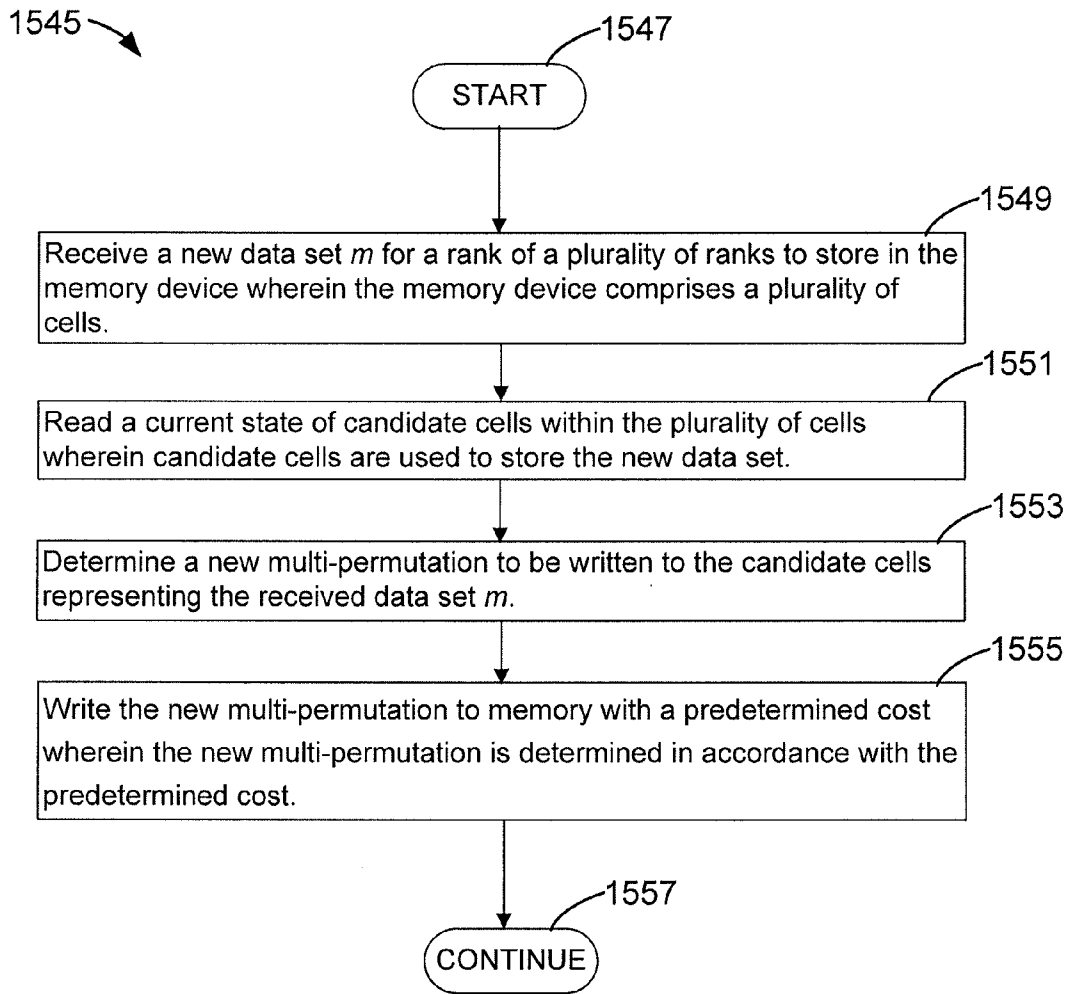 1545
1547
START
1549
Receive a new data set m for a rank of a plurality of ranks to store in the
memory device wherein the memory device comprises a plurality of
cells.
1551
Read a current state of candidate cells within the plurality of cells
wherein candidate cells are used to store the new data set.
1553
Determine a new multi-permutation to be written to the candidate cells
representing the received data set m.
1555
Write the new multi-permutation to memory with a predetermined cost
wherein the new multi-permutation is determined in accordance with the
predetermined cost.
1557
CONTINUE